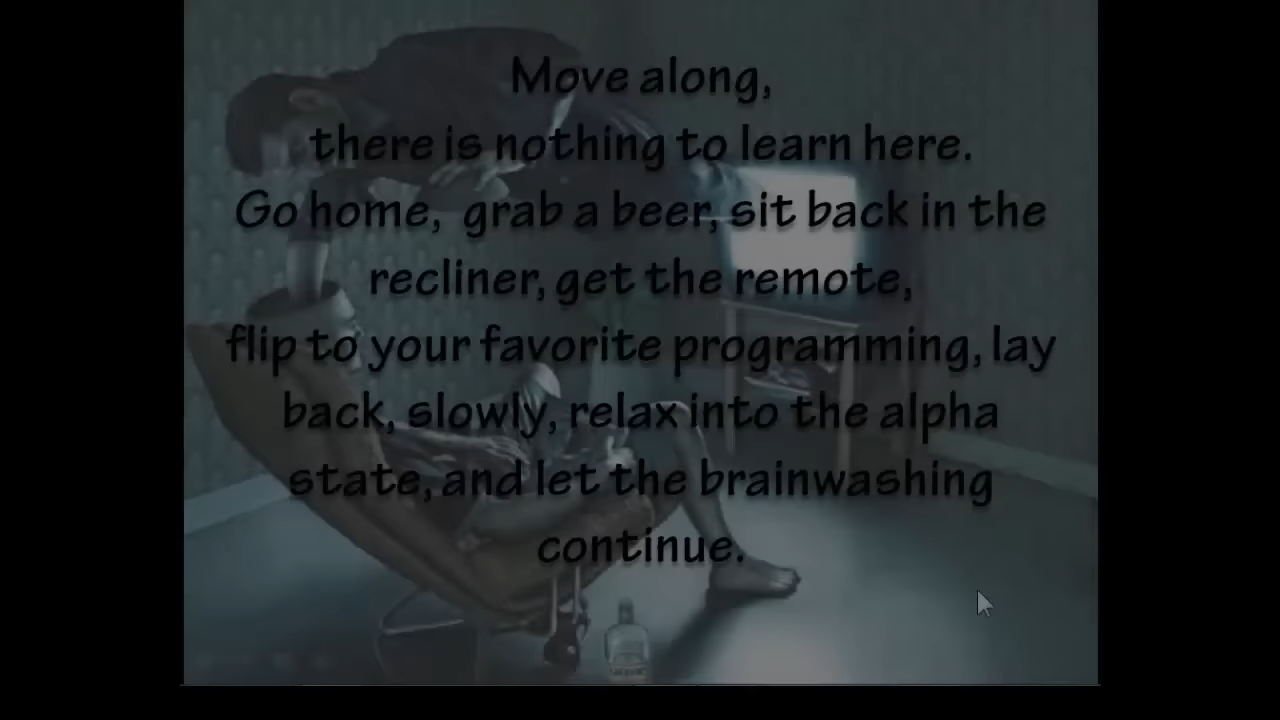 Move along,
there is nothing to learn here.
Go home, grab a beer, sit back in the
recliner, get the remote,
flip to your favorite programming, lay
back, slowly, relax into the alpha
state, and let the brainwashing
continue.